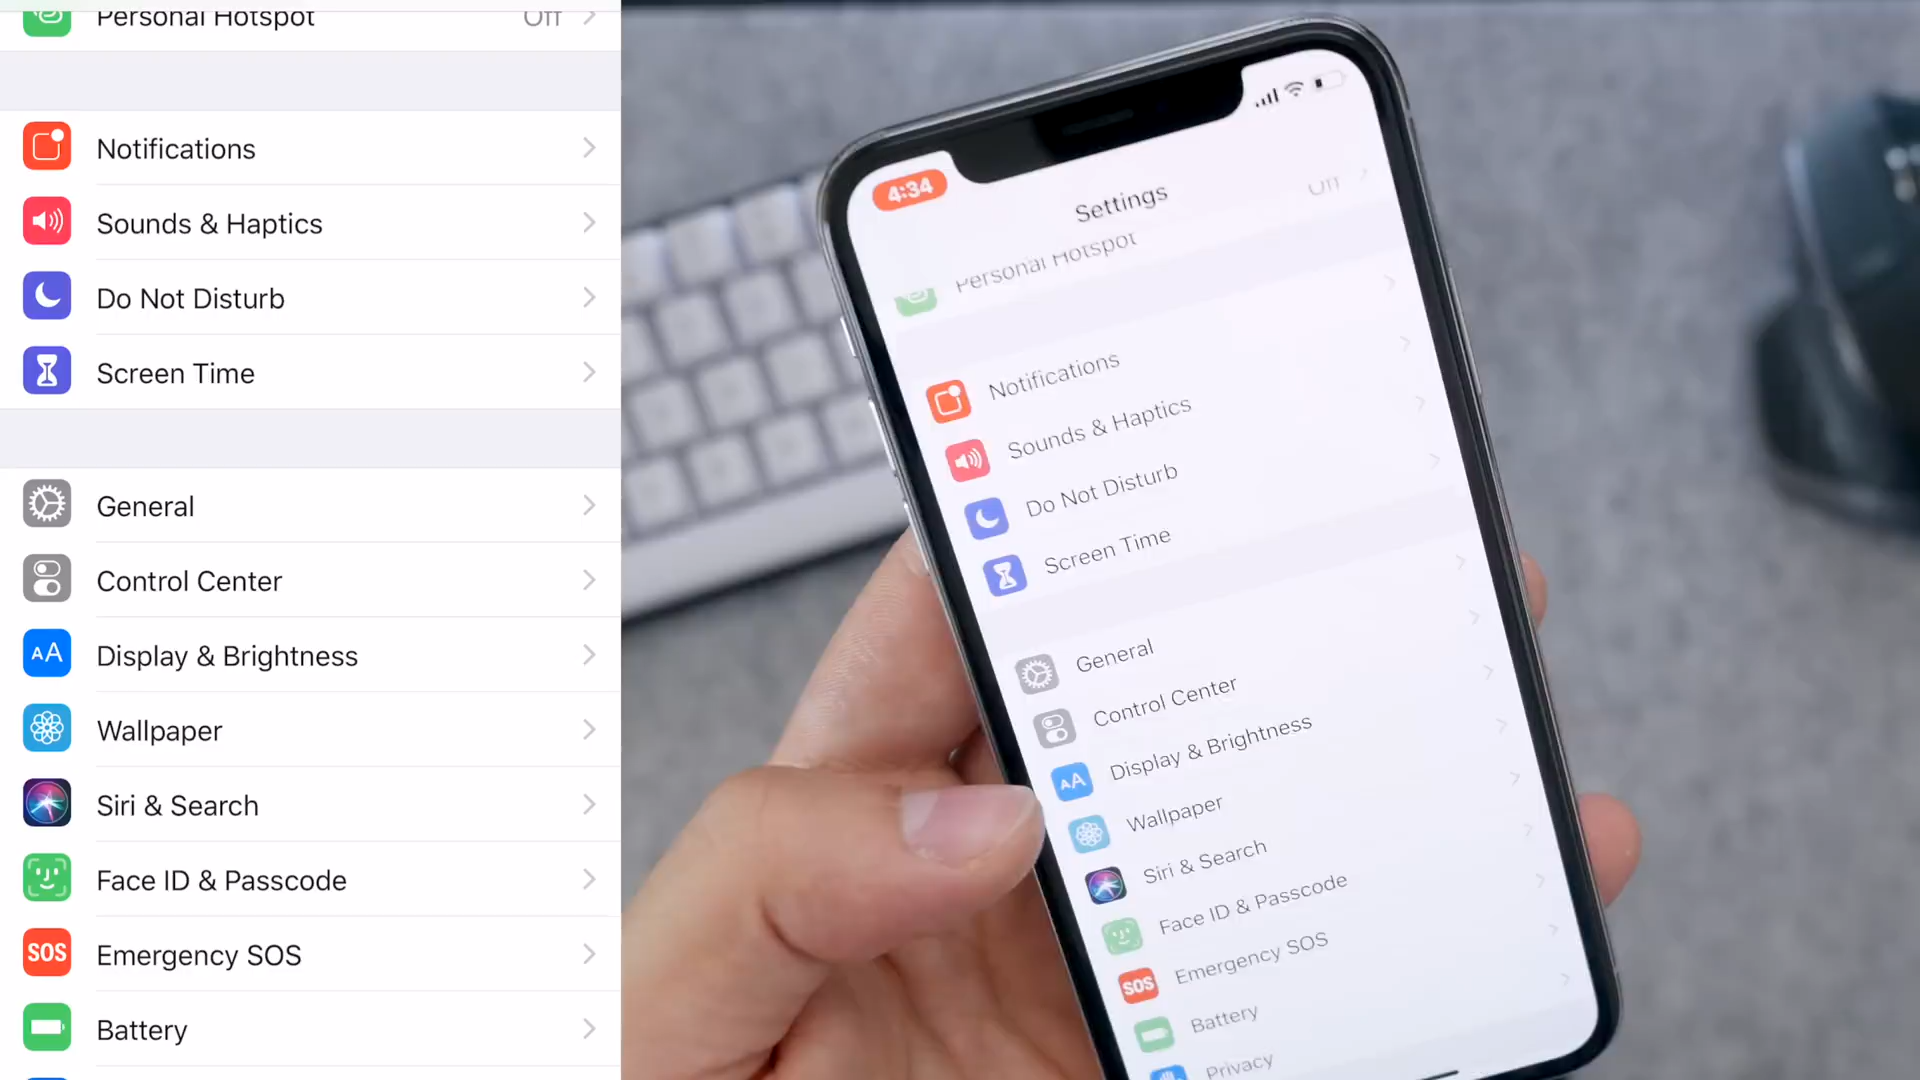 Personal Hotspot
Off
Notifications
Sounds & Haptics
Do Not Disturb
Screen Time
General
Control Center
AA Display & Brightness
Wallpaper
Siri & Search
Face ID & Passcode
SOS Emergency SOS
Battery
4:34
Settings
Personal Hotspot
Off
Notifications
Sounds & Haptics
Do Not Disturb
Screen Time
General
Control Center
AA Display & Brightness
Wallpaper
Siri & Search
Face ID & Passcode
SOS Emergency SOS
Battery
Privacy